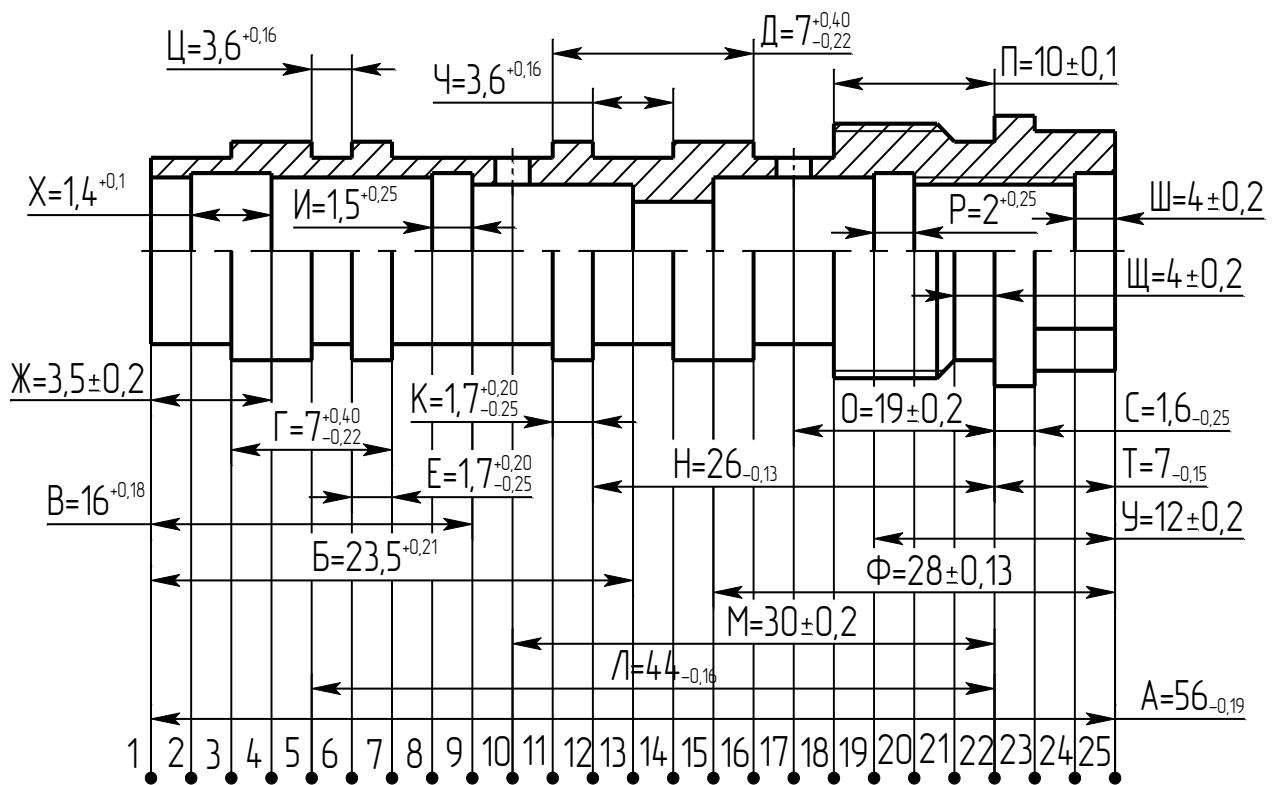 Ц=3,6+0,16
Д=7+0,40 -0,22
Ч=3,6+0,16
П=10±0,1
Х=1,4+0,1
И=1,5+0,25
Р=2+0,25
Ш=4±0,2
Щ=4±0,2
Ж=3,5±0,2
К=1,7+0,20 -0,25
О=19±0,2
С=1,6-0,25
Г=7+0,40 -0,22
Е=1,7+0,20 -0,25
Н=26-0,13
Т=7-0,15
В=16+0,18
У=12±0,2
Б=23,5+0,21
Ф=28±0,13
М=30±0,2
Л=44-0,16
А=56-0,19
1 2 3 4 5 6 7 8 9 10 11 12 13 14 15 16 17 18 19 20 21 22 23 24 25